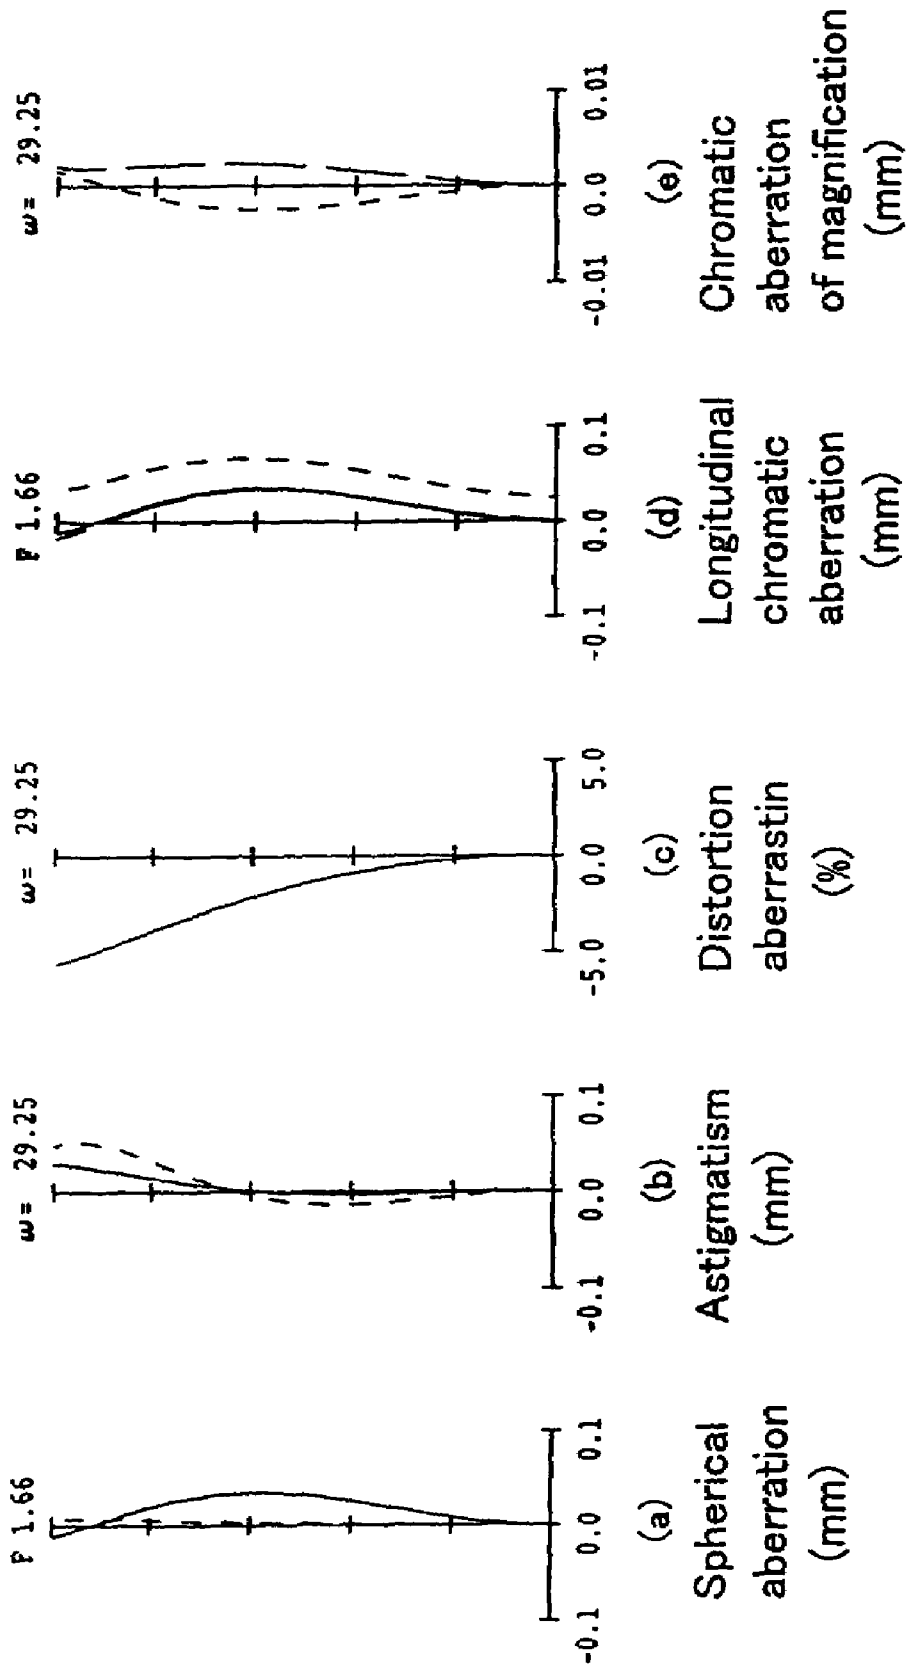 F 1.66
-0.1 0.0 0.1
(a)
Spherical
aberration
(mm)
ω= 29.25
-0.1 0.0 0.1
(b)
Astigmatism
(mm)
ω= 29.25
-5.0 0.0 5.0
(c)
Distortion
aberrastin
(%)
F 1.66
-0.1 0.0 0.1
(d)
Longitudinal
chromatic
aberration
(mm)
ω= 29.25
-0.01 0.0 0.01
(e)
Chromatic
aberration
of magnification
(mm)